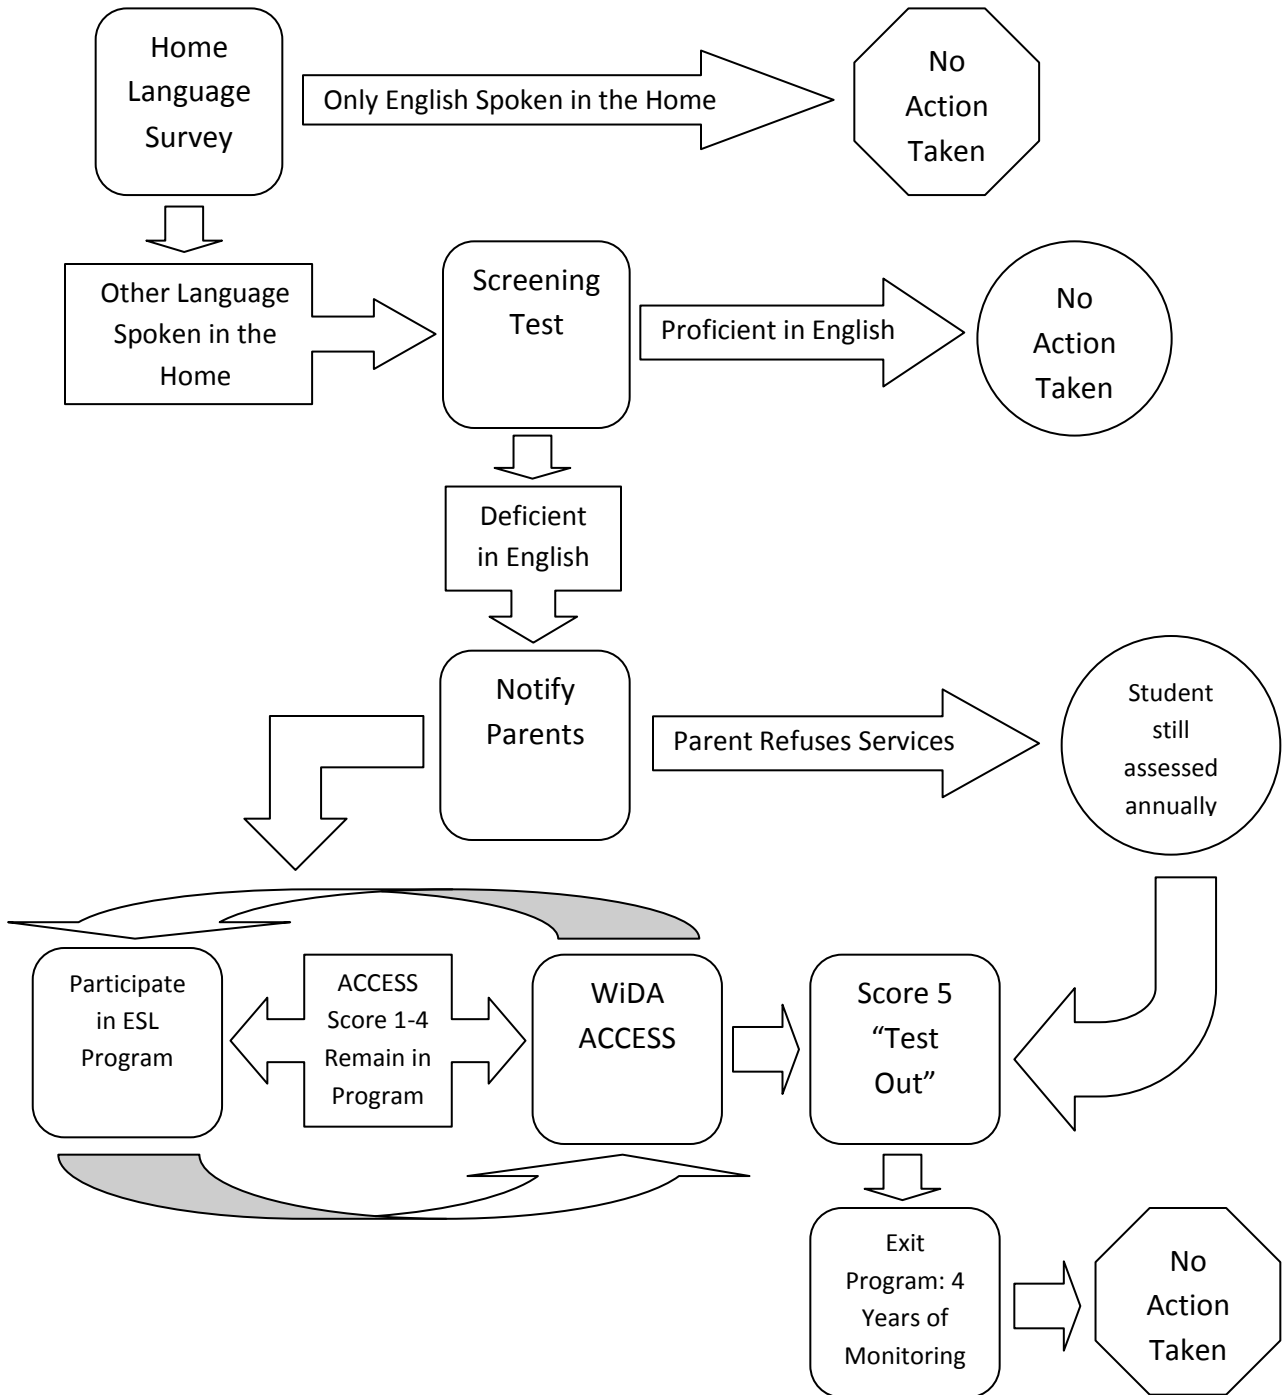 Home
Language
Survey
Only English Spoken in the Home
No
Action
Taken
Other Language
Spoken in the
Home
Screening
Test
Proficient in English
No
Action
Taken
Deficient
in English
Notify
Parents
Parent Refuses Services
Student
still
assessed
annually
Participate
in ESL
Program
ACCESS
Score 1-4
Remain in
Program
WiDA
ACCESS
Score 5
“Test
Out”
Exit
Program: 4
Years of
Monitoring
No
Action
Taken